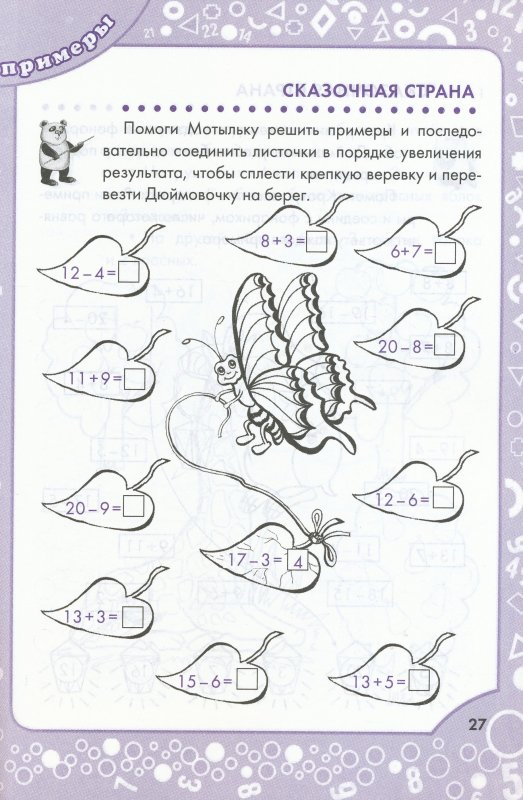 примеры
СКАЗОЧНАЯ СТРАНА
Помоги Мотыльку решить примеры и последо-
вательно соединить листочки в порядке увеличения
результата, чтобы сплести крепкую веревку и пере-
везти Дюймовочку на берег.
8+3=
6+7=
12–4=
20–8=
11+9=
12–6=
20–9=
17–3= 4
13+3=
15–6=
13+5=
27